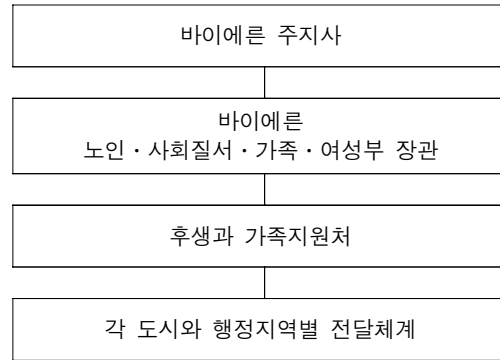 바이에른 주지사
바이에른
노인・사회질서・가족・여성부 장관
후생과 가족지원처
각 도시와 행정지역별 전달체계